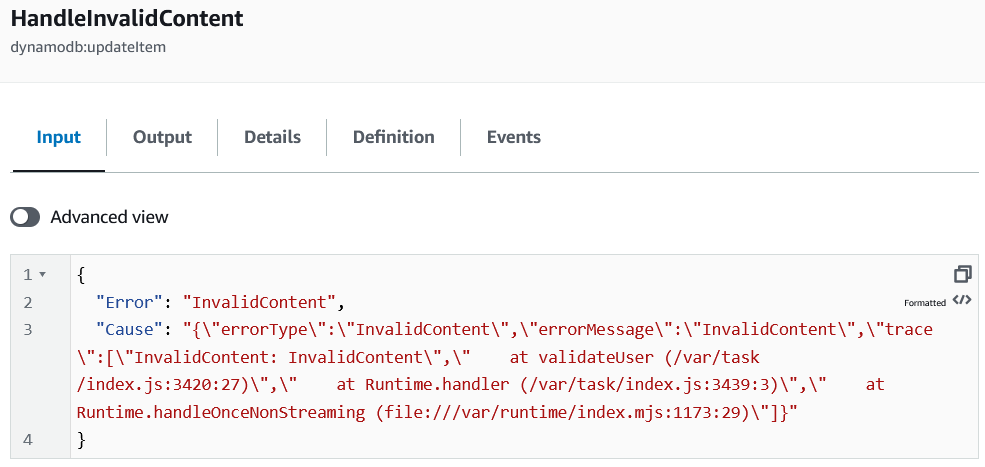 HandleInvalidContent
dynamodb:updateItem
Input Output Details Definition Events
Advanced view
1 {
2 "Error": "InvalidContent",
Formatted </>
3 "Cause": "{\"errorType\":\"InvalidContent\",\"errorMessage\":\"InvalidContent\",\"trace
\":[\"InvalidContent: InvalidContent\",\"    at validateUser (/var/task
/index.js:3420:27)\",\"    at Runtime.handler (/var/task/index.js:3439:3)\",\"    at
Runtime.handleOnceNonStreaming (file:///var/runtime/index.mjs:1173:29)\"]}"
4 }